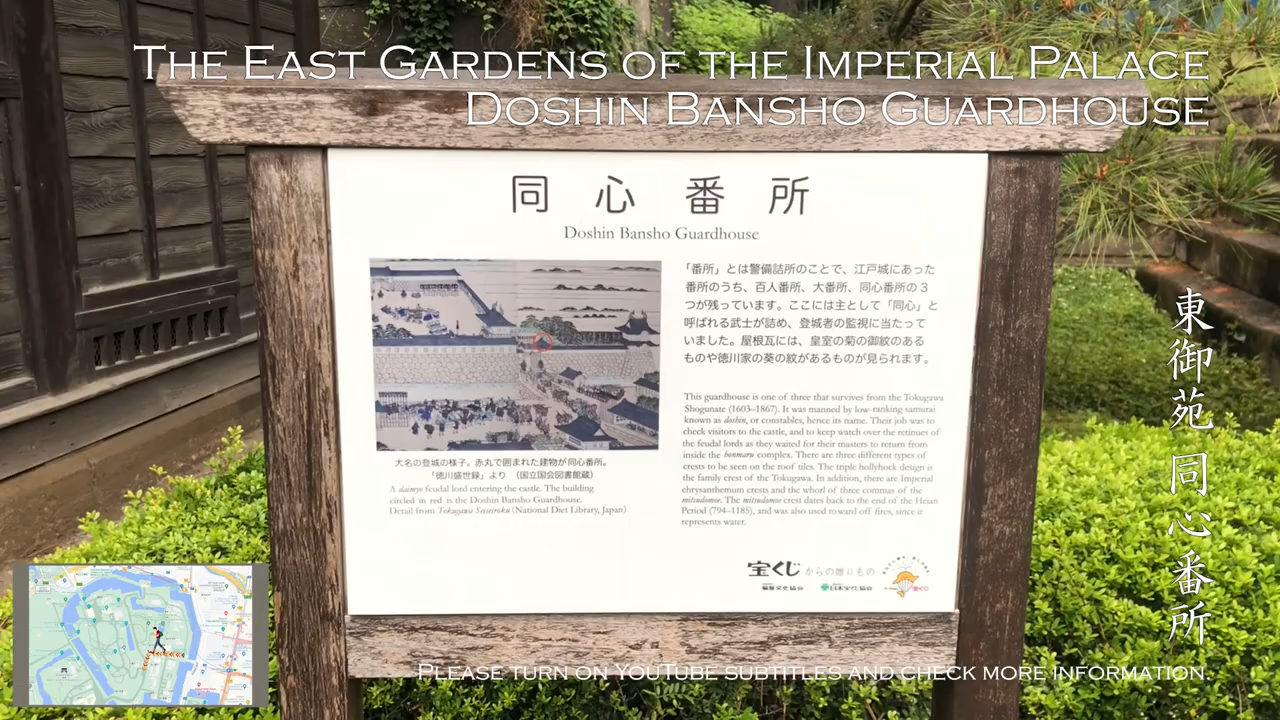 THE EAST GARDENS OF THE IMPERIAL PALACE
DOSHIN BANSHO GUARDHOUSE
同心番所
Doshin Bansho Guardhouse
「番所」とは警備詰所のことで、江戸城にあった
番所のうち、百人番所、大番所、同心番所の３
つが残っています。ここには主として「同心」と
呼ばれる武士が詰め、登城者の監視に当たって
いました。屋根瓦には、皇室の菊の御紋のある
ものや徳川家の葵の紋があるものが見られます。
This guardhouse is one of three that survives from the Tokugawa
Shogunate (1603–1867). It was manned by low-ranking samurai
known as doshin, or constables, hence its name. Their job was to
check visitors to the castle, and to keep watch over the retinues of
the feudal lords as they waited for their masters to return from
inside the honmaru complex. There are three different types of
crests to be seen on the roof tiles. The triple hollyhock design is
the family crest of the Tokugawa. In addition, there are Imperial
chrysanthemum crests and the whorl of three commas of the
mitsudomoe. The mitsudomoe crest dates back to the end of the Heian
Period (794–1185), and was also used to ward off fires, since it
represents water.
大名の登城の様子。赤丸で囲まれた建物が同心番所。
「徳川盛世録」より （国立国会図書館蔵）
A daimyo feudal lord entering the castle. The building
circled in red is the Doshin Bansho Guardhouse.
Detail from Tokugawa Seiseiroku (National Diet Library, Japan)
宝くじ からの贈りもの
日本宝くじ協会
東御苑 同心番所
PLEASE TURN ON YOUTUBE SUBTITLES AND CHECK MORE INFORMATION.